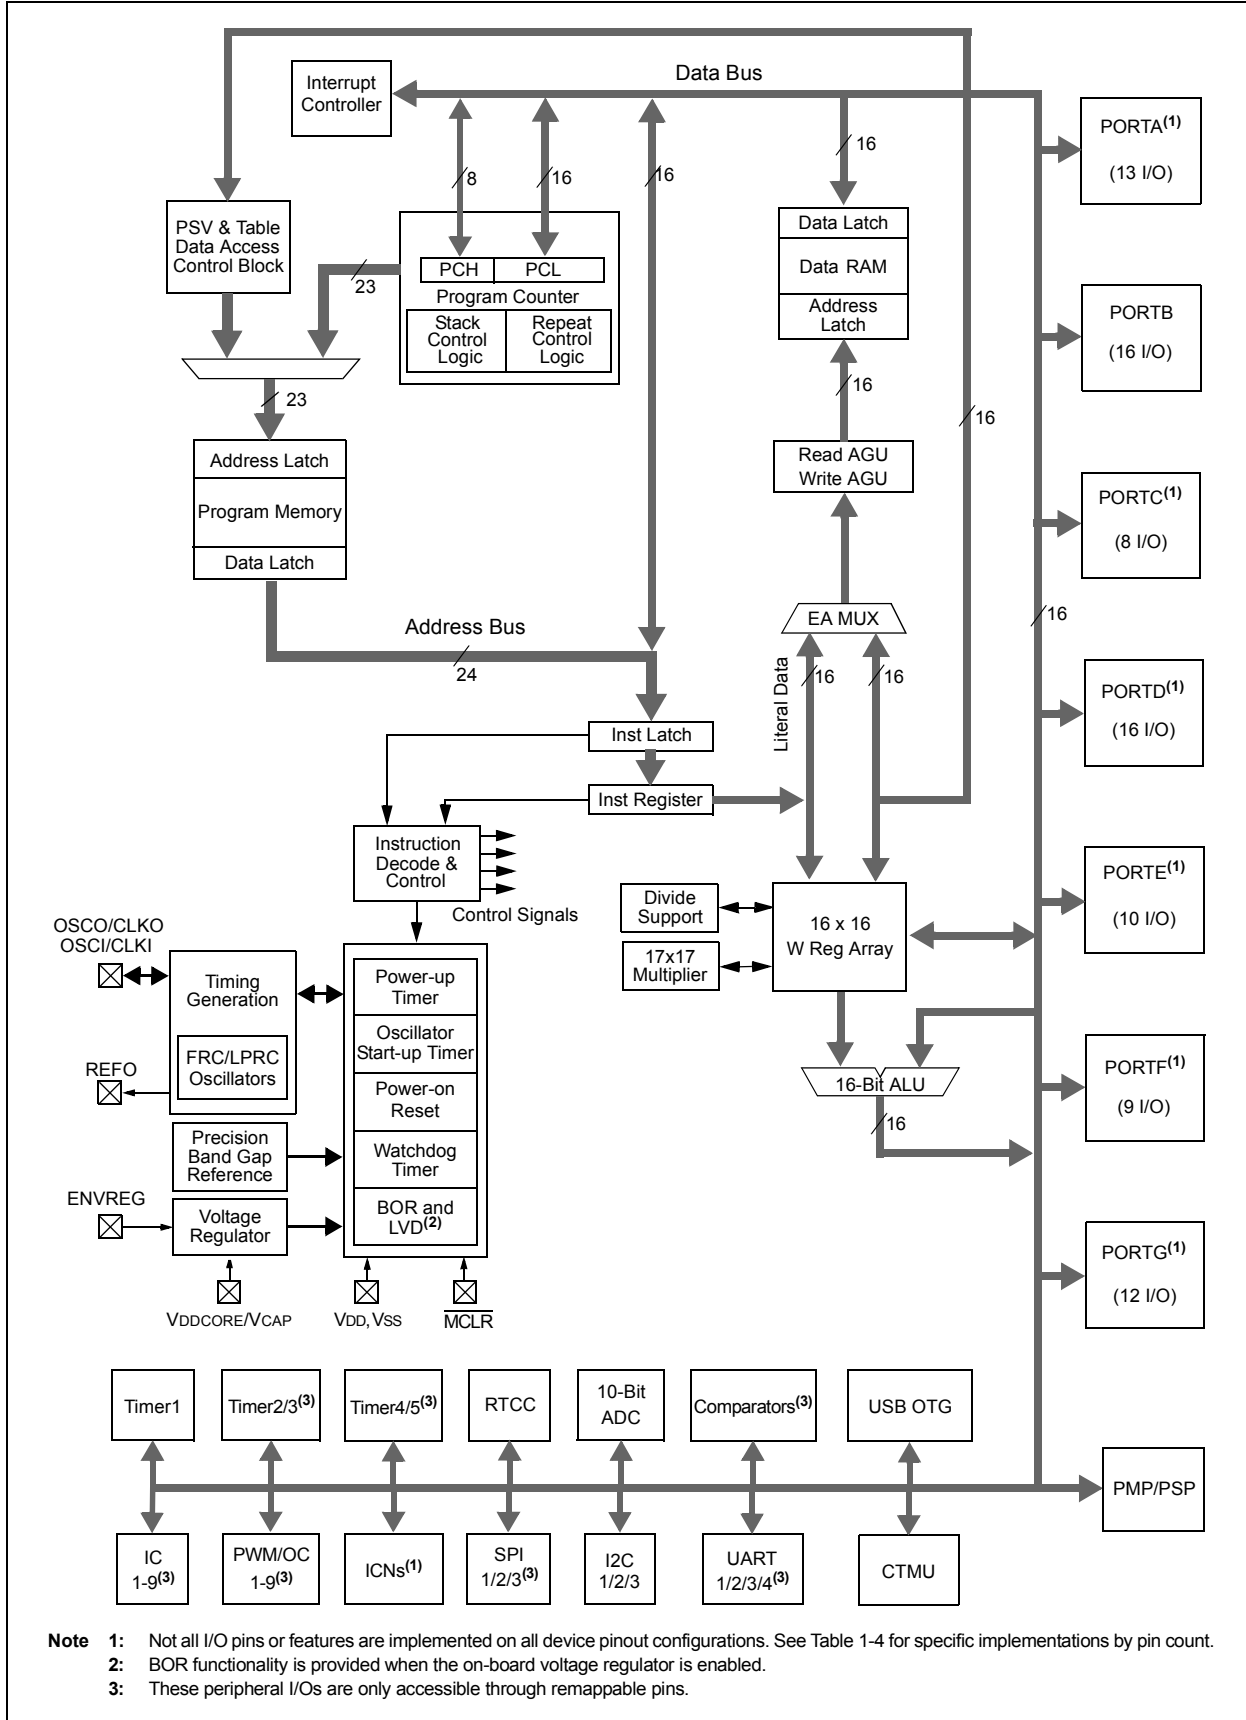 Data Bus
Interrupt
Controller
16
8
16
16
PORTA(1)
(13 I/O)
PSV & Table
Data Access
Control Block
23
PCH
PCL
Program Counter
Stack
Control
Logic
Repeat
Control
Logic
Data Latch
Data RAM
Address
Latch
PORTB
(16 I/O)
23
16
16
Address Latch
Program Memory
Data Latch
Read AGU
Write AGU
PORTC(1)
(8 I/O)
EA MUX
16
Address Bus
24
Literal Data
16
16
PORTD(1)
(16 I/O)
Inst Latch
Inst Register
Instruction
Decode &
Control
Control Signals
Divide
Support
17x17
Multiplier
16 x 16
W Reg Array
PORTE(1)
(10 I/O)
OSCO/CLKO
OSCI/CLKI
Timing
Generation
FRC/LPRC
Oscillators
REFO
Power-up
Timer
Oscillator
Start-up Timer
Power-on
Reset
Watchdog
Timer
BOR and
LVD(2)
16-Bit ALU
16
PORTF(1)
(9 I/O)
Precision
Band Gap
Reference
ENVREG
Voltage
Regulator
VDDCORE/VCAP
VDD, VSS
MCLR
PORTG(1)
(12 I/O)
Timer1
Timer2/3(3)
Timer4/5(3)
RTCC
10-Bit
ADC
Comparators(3)
USB OTG
PMP/PSP
IC
1-9(3)
PWM/OC
1-9(3)
ICNs(1)
SPI
1/2/3(3)
I2C
1/2/3
UART
1/2/3/4(3)
CTMU
Note 1: Not all I/O pins or features are implemented on all device pinout configurations. See Table 1-4 for specific implementations by pin count.
2: BOR functionality is provided when the on-board voltage regulator is enabled.
3: These peripheral I/Os are only accessible through remappable pins.